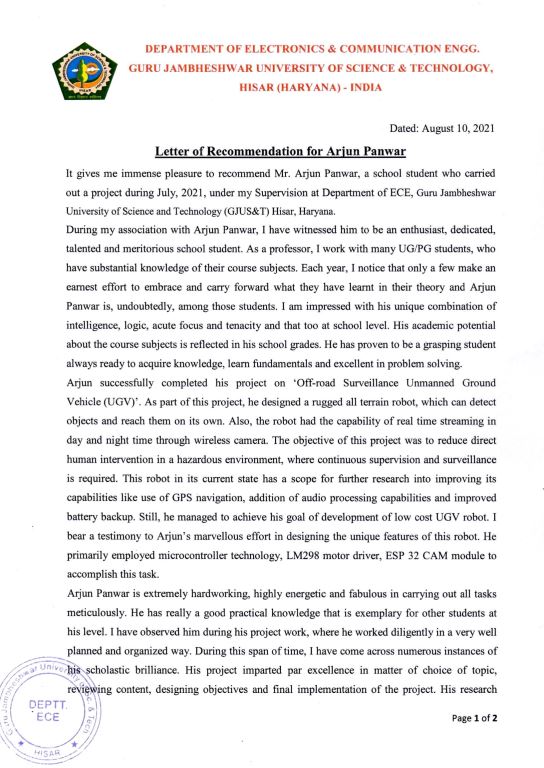 DEPARTMENT OF ELECTRONICS & COMMUNICATION ENGG.
GURU JAMBHESHWAR UNIVERSITY OF SCIENCE & TECHNOLOGY,
HISAR (HARYANA) - INDIA
Dated: August 10, 2021
Letter of Recommendation for Arjun Panwar
It gives me immense pleasure to recommend Mr. Arjun Panwar, a school student who carried
out a project during July, 2021, under my Supervision at Department of ECE, Guru Jambheshwar
University of Science and Technology (GJUS&T) Hisar, Haryana.
During my association with Arjun Panwar, I have witnessed him to be an enthusiast, dedicated,
talented and meritorious school student. As a professor, I work with many UG/PG students, who
have substantial knowledge of their course subjects. Each year, I notice that only a few make an
earnest effort to embrace and carry forward what they have learnt in their theory and Arjun
Panwar is, undoubtedly, among those students. I am impressed with his unique combination of
intelligence, logic, acute focus and tenacity and that too at school level. His academic potential
about the course subjects is reflected in his school grades. He has proven to be a grasping student
always ready to acquire knowledge, learn fundamentals and excellent in problem solving.
Arjun successfully completed his project on ‘Off-road Surveillance Unmanned Ground
Vehicle (UGV)’. As part of this project, he designed a rugged all terrain robot, which can detect
objects and reach them on its own. Also, the robot had the capability of real time streaming in
day and night time through wireless camera. The objective of this project was to reduce direct
human intervention in a hazardous environment, where continuous supervision and surveillance
is required. This robot in its current state has a scope for further research into improving its
capabilities like use of GPS navigation, addition of audio processing capabilities and improved
battery backup. Still, he managed to achieve his goal of development of low cost UGV robot. I
bear a testimony to Arjun’s marvellous effort in designing the unique features of this robot. He
primarily employed microcontroller technology, LM298 motor driver, ESP 32 CAM module to
accomplish this task.
Arjun Panwar is extremely hardworking, highly energetic and fabulous in carrying out all tasks
meticulously. He has really a good practical knowledge that is exemplary for other students at
his level. I have observed him during his project work, where he worked diligently in a very well
planned and organized way. During this span of time, I have come across numerous instances of
his scholastic brilliance. His project imparted par excellence in matter of choice of topic,
reviewing content, designing objectives and final implementation of the project. His research
Guru Jambheshwar University of Sc. & Tech
DEPTT.
ECE
HISAR
Page 1 of 2